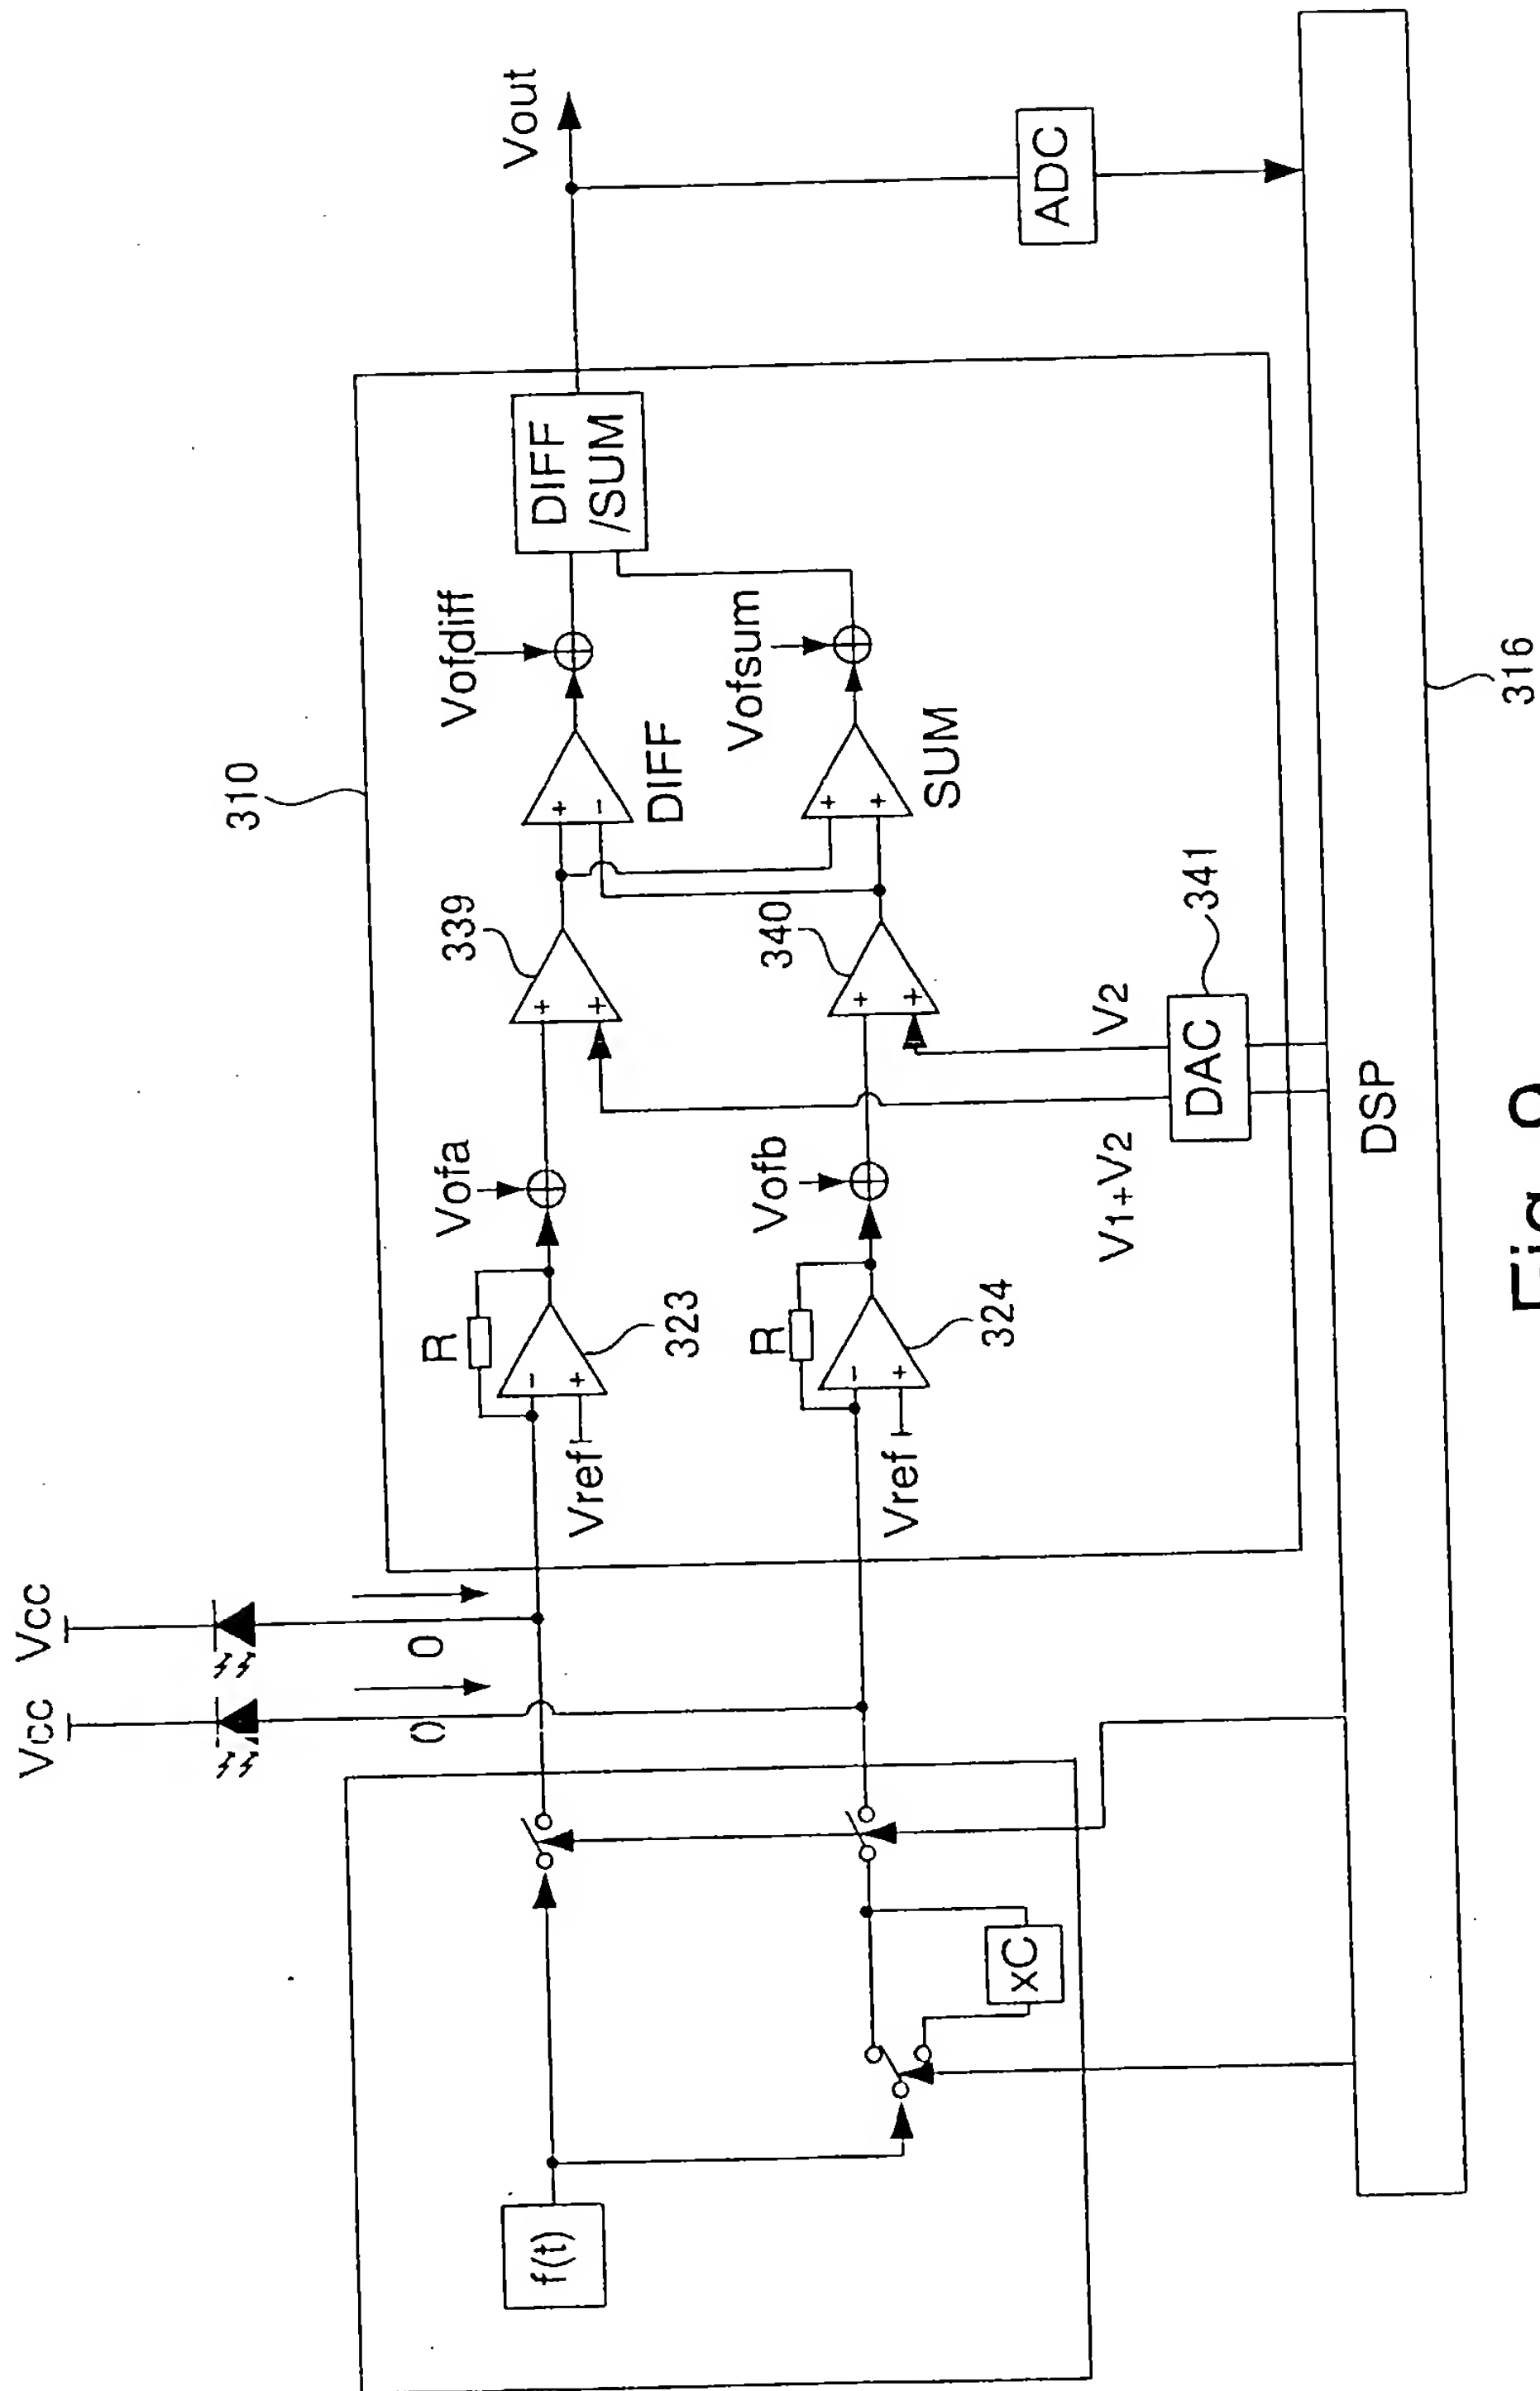 Vcc
Vcc
0
0
f(t)
xC
310
R
Vref
323
Vofa
339
DIFF
Vofdiff
DIFF
/SUM
Vout
R
Vref
324
Vofb
340
SUM
Vofsum
V1+V2
V2
DAC
341
ADC
DSP
316